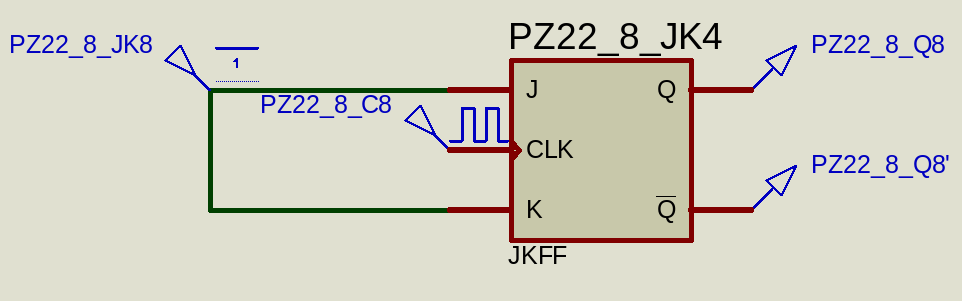 PZ22_8_JK4
PZ22_8_JK8
1
PZ22_8_Q8
J
Q
PZ22_8_C8
CLK
PZ22_8_Q8'
K
Q
JKFF